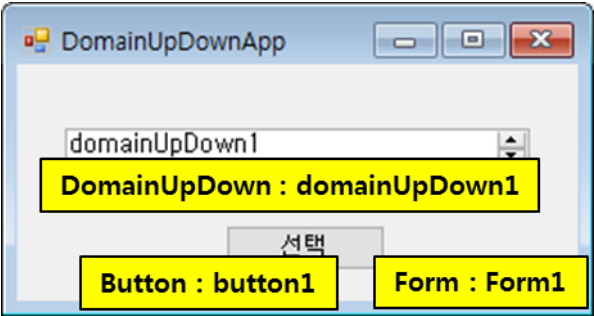 DomainUpDownApp
domainUpDown1
DomainUpDown : domainUpDown1
선택
Button : button1
Form : Form1